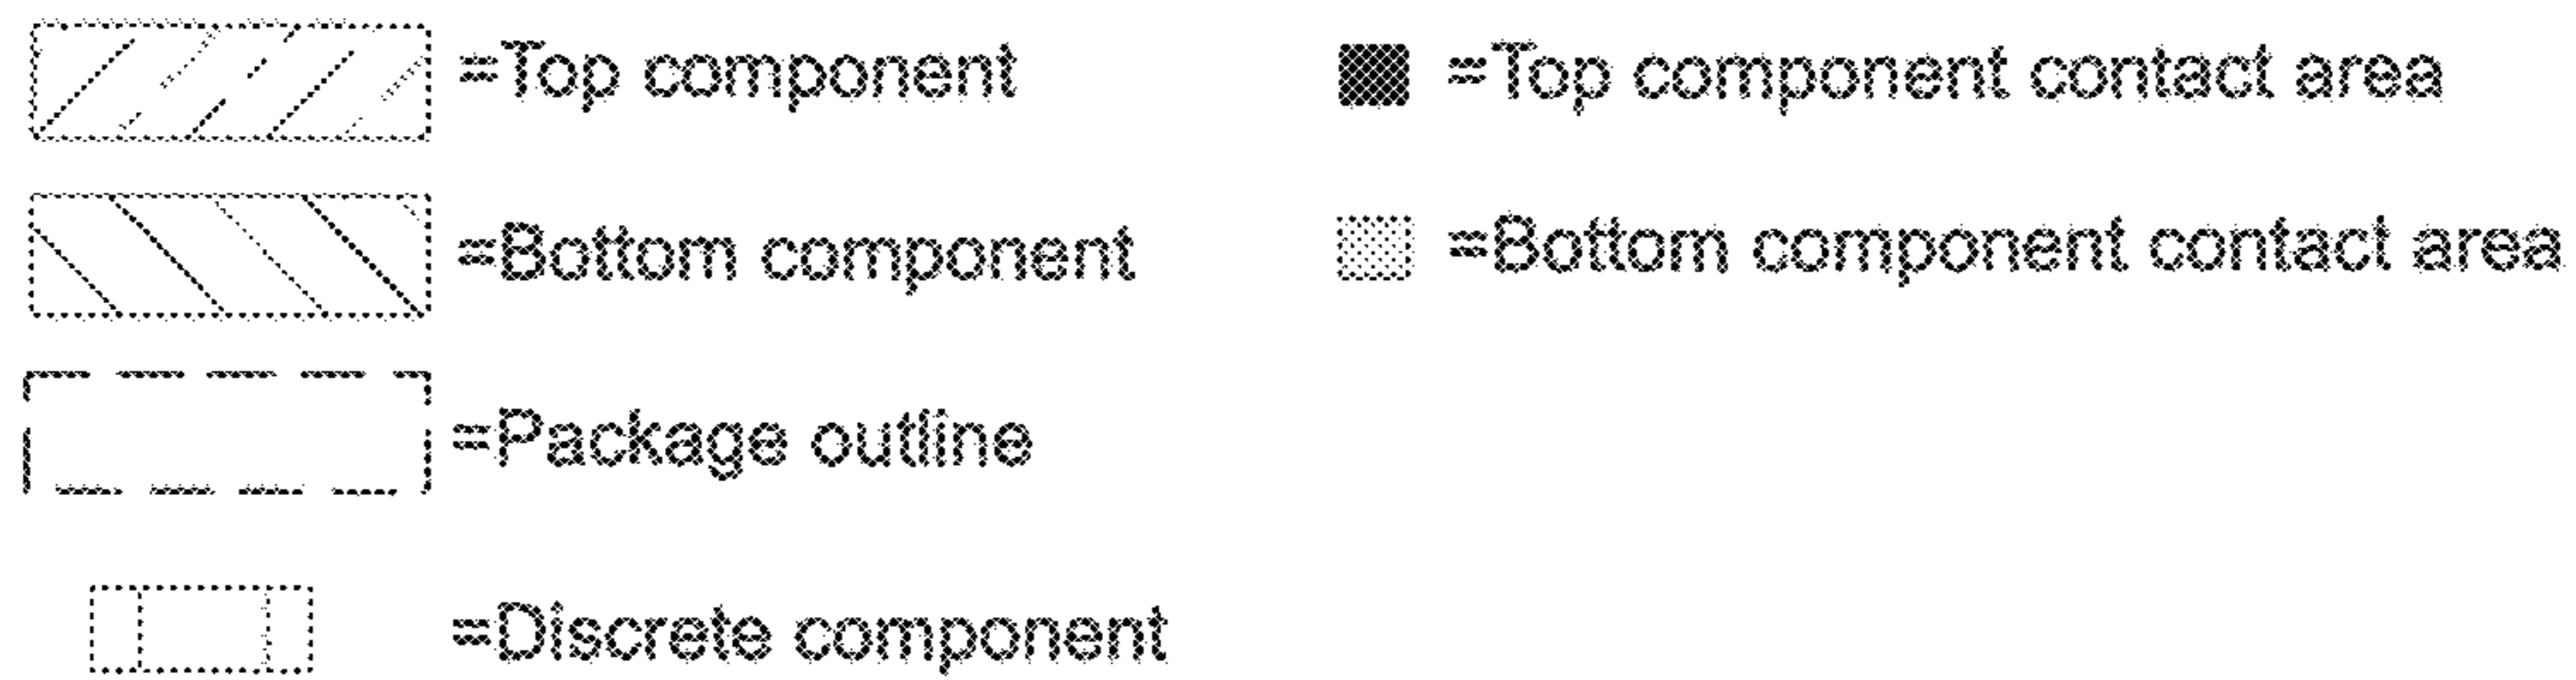 =Top component
=Bottom component
=Package outline
=Discrete component
=Top component contact area
=Bottom component contact area